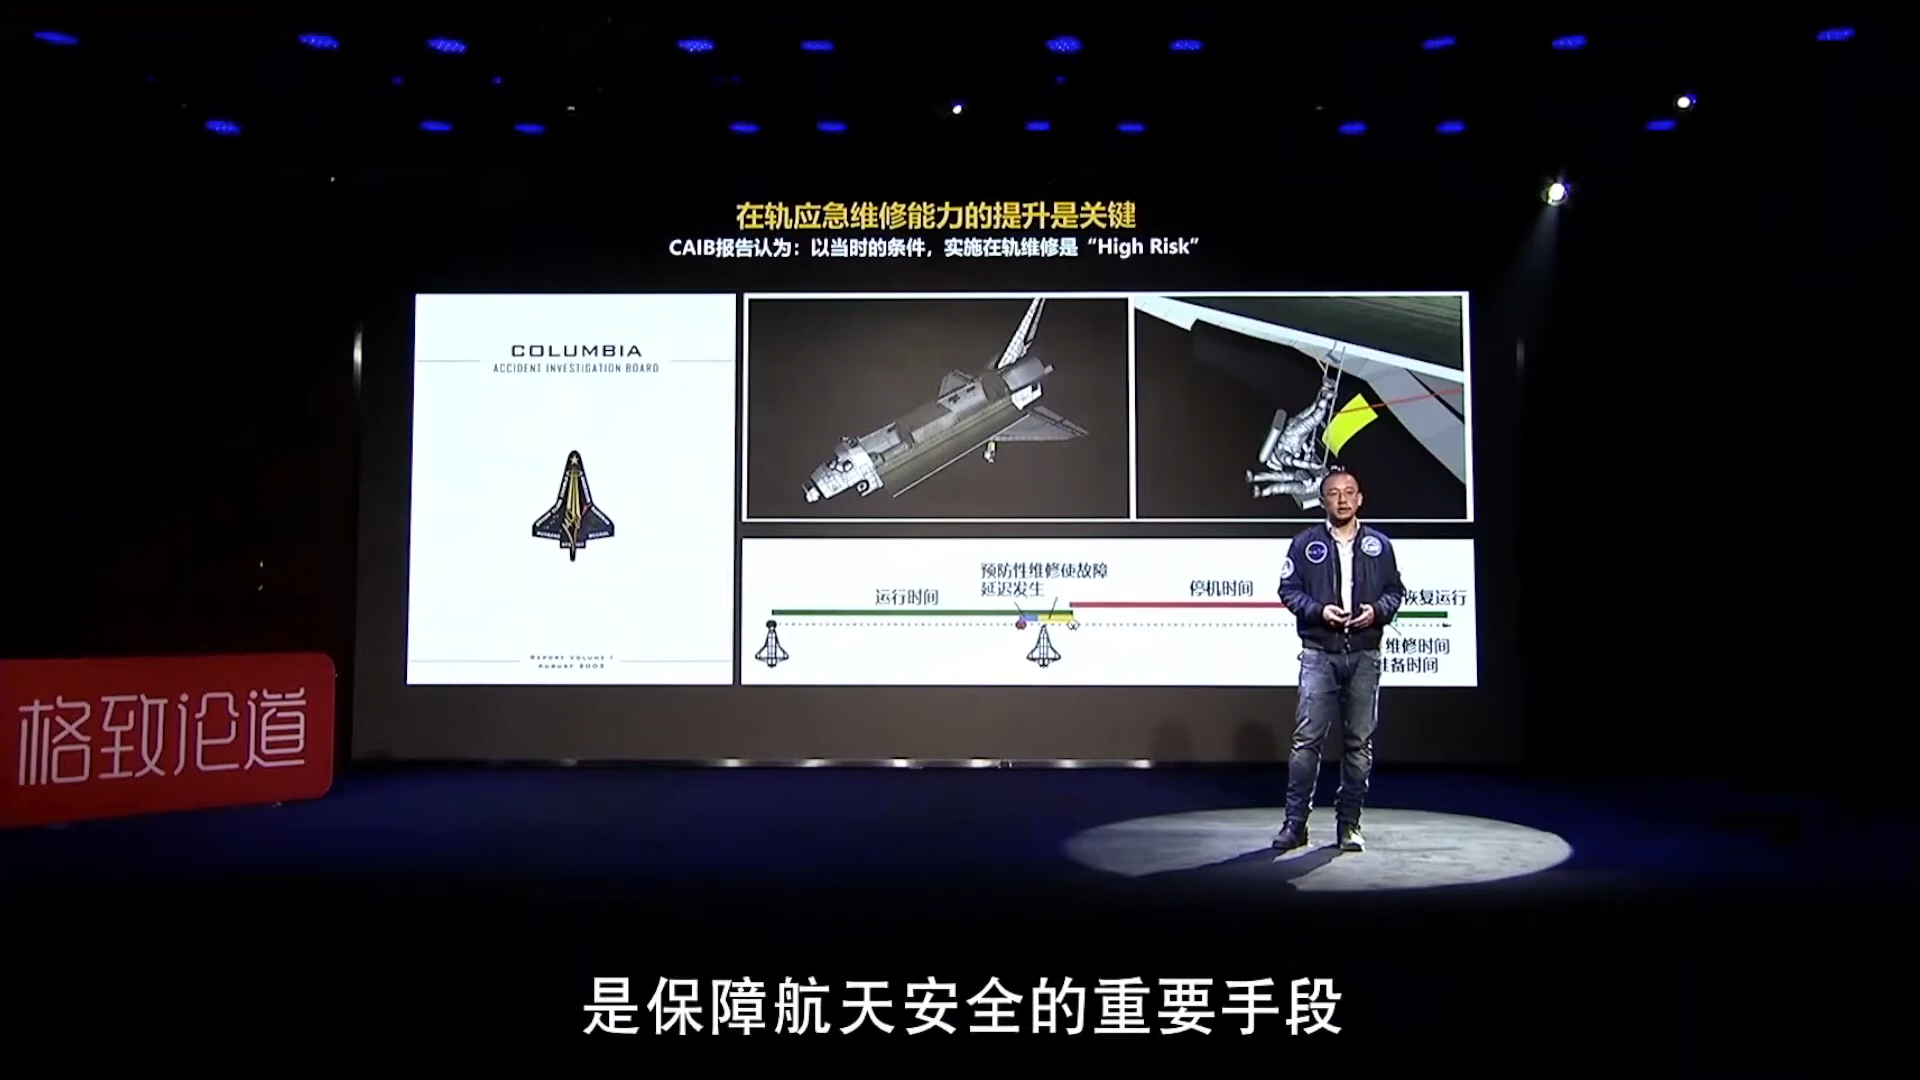 在轨应急维修能力的提升是关键
CAIB报告认为：以当时的条件，实施在轨维修是“High Risk”
COLUMBIA
ACCIDENT INVESTIGATION BOARD
REPORT VOLUME I
AUGUST 2003
运行时间
预防性维修使故障
延迟发生
停机时间
恢复运行
维修时间
准备时间
格致论道
是保障航天安全的重要手段